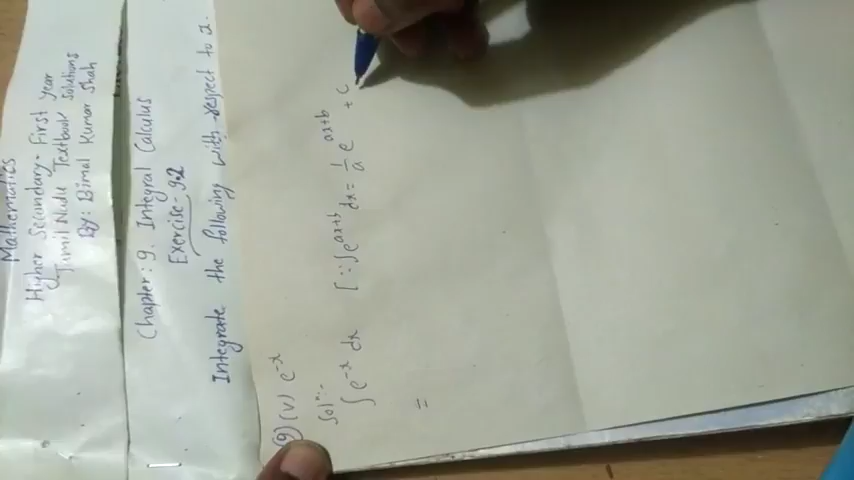 Mathematics
Higher Secondary - First year
Tamil Nadu Textbook Solutions
By: Bimal Kumar Shah
Chapter: 9. Integral Calculus
Exercise - 9.2
Integrate the following with respect to x.
(9) (v) e^{-x}
Solⁿ:-
∫ e^{-x} dx [∵ ∫ e^{ax+b} dx = 1/a e^{ax+b} + c
=